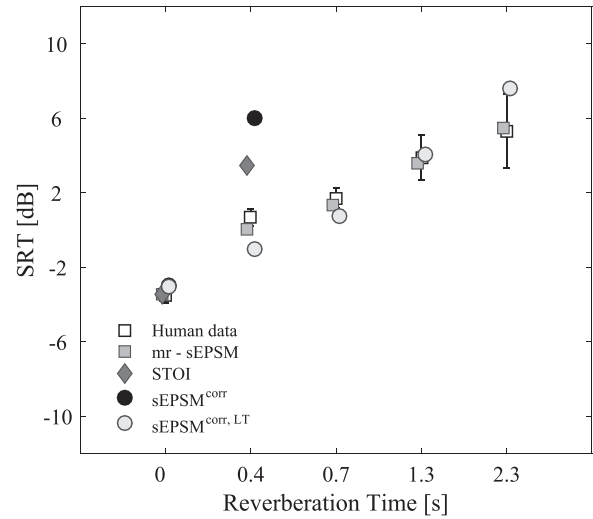 10
6
2
-2
-6
-10
SRT [dB]
Human data
mr - sEPSM
STOI
sEPSM^corr
sEPSM^corr, LT
0 0.4 0.7 1.3 2.3
Reverberation Time [s]